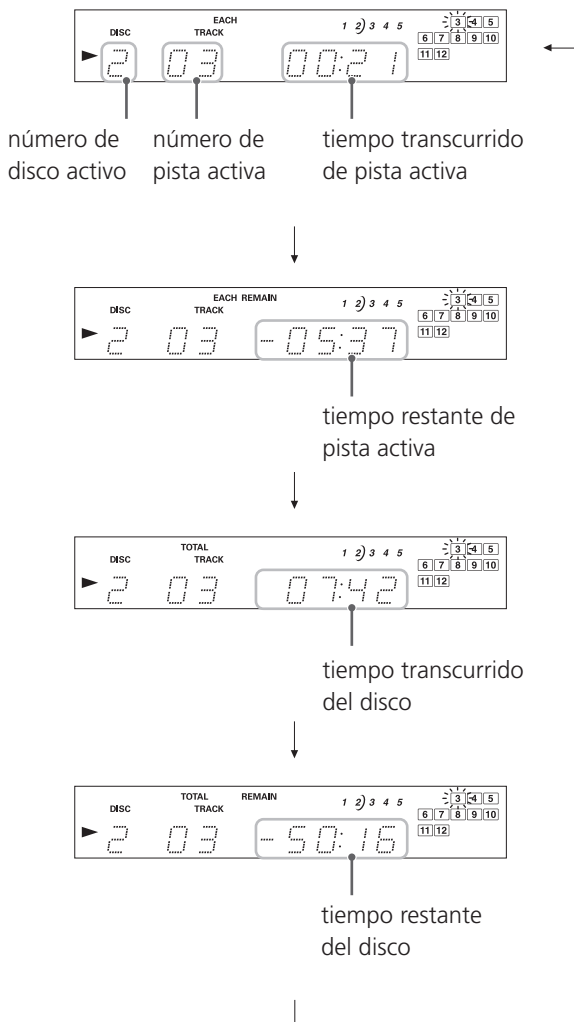 EACH
DISC TRACK 1 2) 3 4 5 3 4 5
6 7 8 9 10
2 03 00:21 11 12
número de número de tiempo transcurrido
disco activo pista activa de pista activa
EACH REMAIN
DISC TRACK 1 2) 3 4 5 3 4 5
6 7 8 9 10
2 03 -05:37 11 12
tiempo restante de
pista activa
TOTAL
DISC TRACK 1 2) 3 4 5 3 4 5
6 7 8 9 10
2 03 07:42 11 12
tiempo transcurrido
del disco
TOTAL REMAIN
DISC TRACK 1 2) 3 4 5 3 4 5
6 7 8 9 10
2 03 -50:16 11 12
tiempo restante
del disco